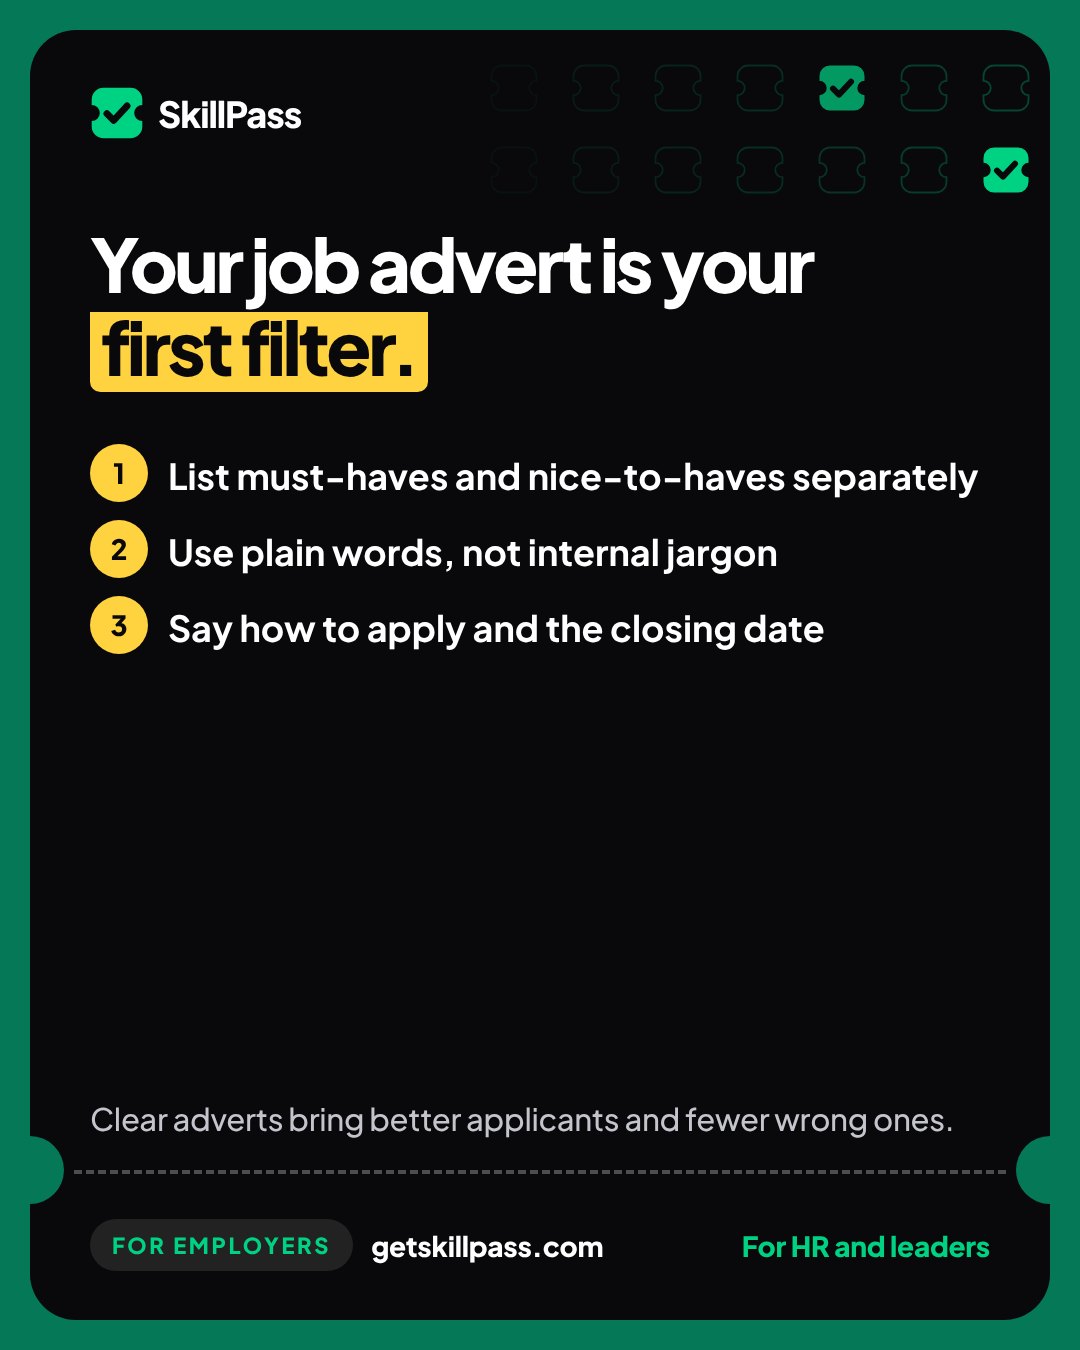 SkillPass
Your job advert is your
first filter.
1 List must-haves and nice-to-haves separately
2 Use plain words, not internal jargon
3 Say how to apply and the closing date
Clear adverts bring better applicants and fewer wrong ones.
FOR EMPLOYERS getskillpass.com For HR and leaders